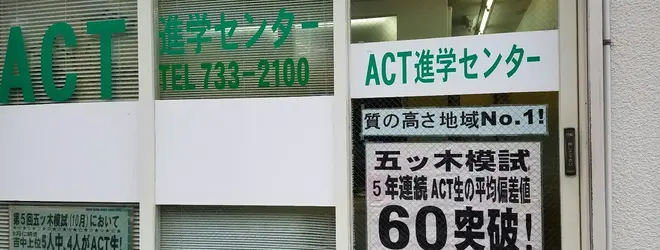 ACT
進学センター
TEL 733-2100
ACT進学センター
質の高さ地域No.1!
五ッ木模試
5年連続ACT生の平均偏差値
60突破!
第5回五ッ木模試(10月)において
中上位5人中、4人がACT生!